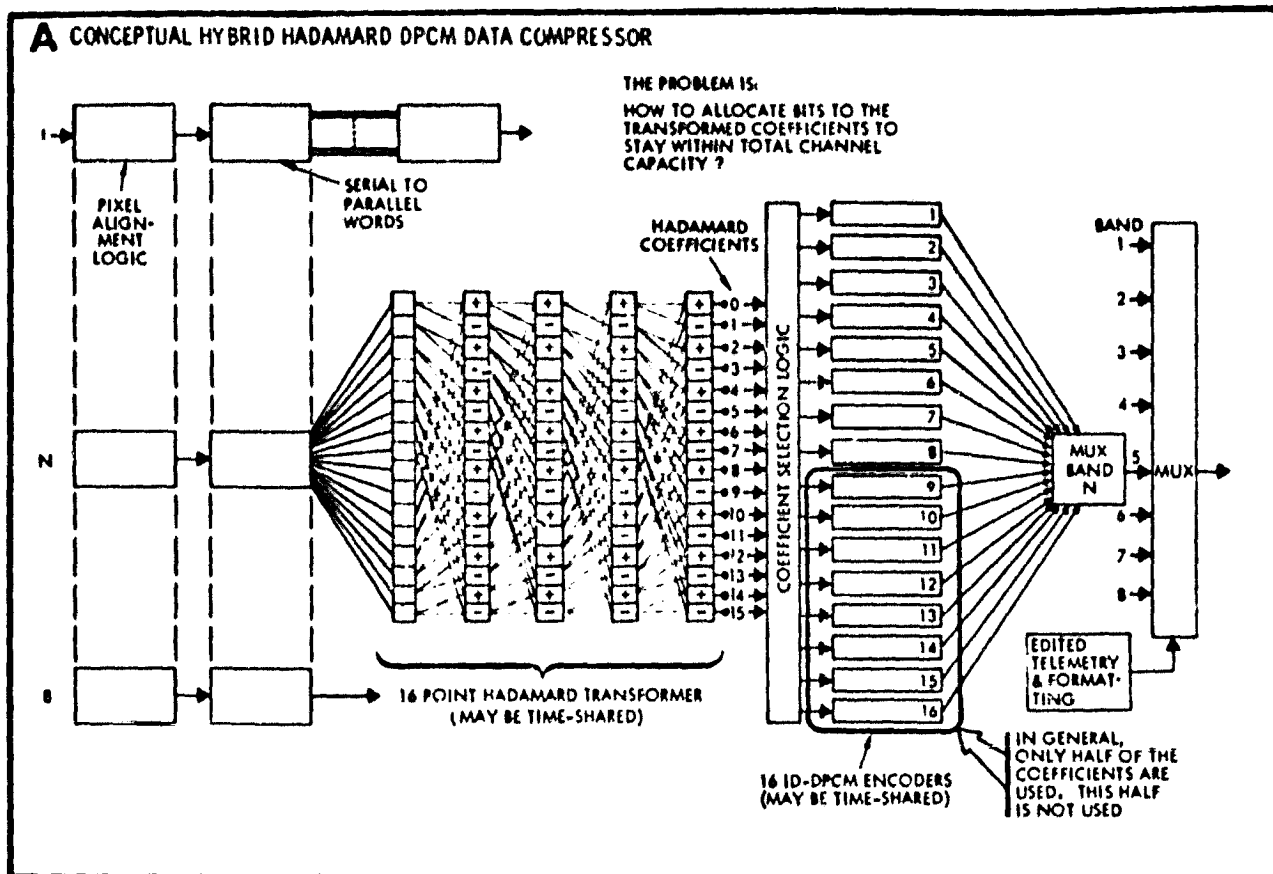 A CONCEPTUAL HYBRID HADAMARD DPCM DATA COMPRESSOR
THE PROBLEM IS:
HOW TO ALLOCATE BITS TO THE
TRANSFORMED COEFFICIENTS TO
STAY WITHIN TOTAL CHANNEL
CAPACITY ?
1
PIXEL
ALIGN-
MENT
LOGIC
SERIAL TO
PARALLEL
WORDS
N
8
HADAMARD
COEFFICIENTS
+
-
+
-
+
-
+
-
+
-
+
-
+
-
+
-
0
1
2
3
4
5
6
7
8
9
10
11
12
13
14
15
16 POINT HADAMARD TRANSFORMER
(MAY BE TIME-SHARED)
COEFFICIENT SELECTION LOGIC
1
2
3
4
5
6
7
8
9
10
11
12
13
14
15
16
16 ID-DPCM ENCODERS
(MAY BE TIME-SHARED)
MUX
BAND
N
BAND
1
2
3
4
5
6
7
8
MUX
EDITED
TELEMETRY
& FORMAT-
TING
IN GENERAL,
ONLY HALF OF THE
COEFFICIENTS ARE
USED. THIS HALF
IS NOT USED